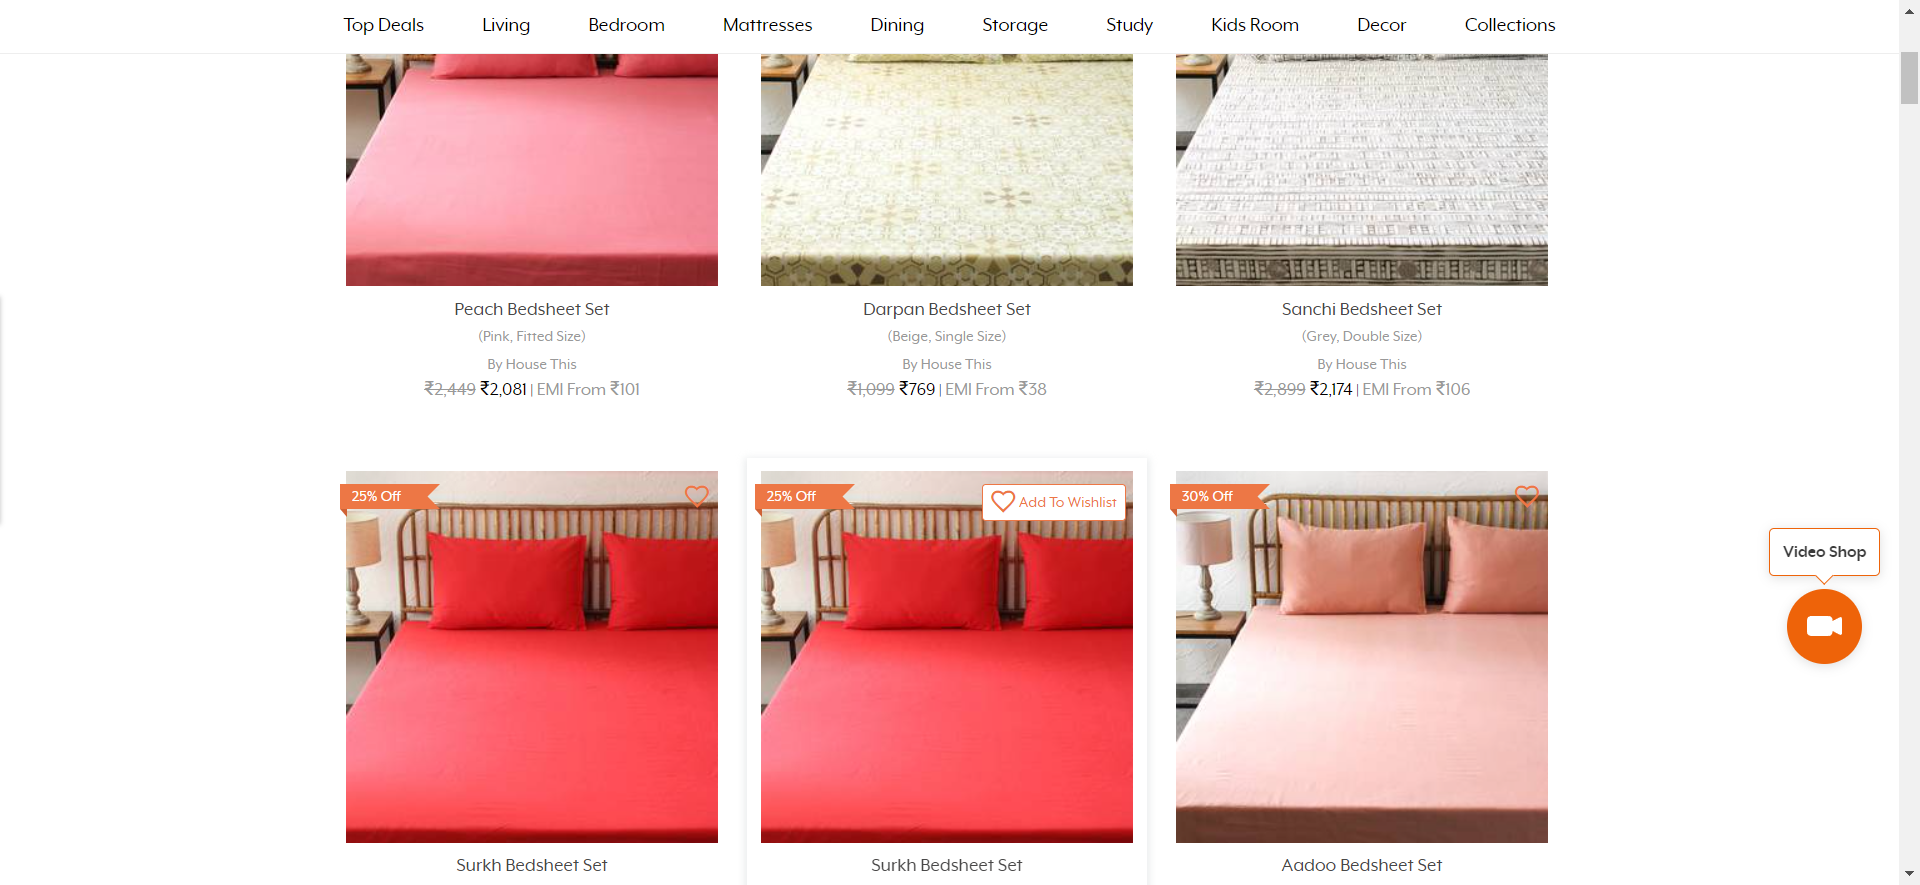 Top Deals Living Bedroom Mattresses Dining Storage Study Kids Room Decor Collections
Peach Bedsheet Set
(Pink, Fitted Size)
By House This
₹2,449 ₹2,081 | EMI From ₹101
Darpan Bedsheet Set
(Beige, Single Size)
By House This
₹1,099 ₹769 | EMI From ₹38
Sanchi Bedsheet Set
(Grey, Double Size)
By House This
₹2,899 ₹2,174 | EMI From ₹106
25% Off
Surkh Bedsheet Set
25% Off
Add To Wishlist
Surkh Bedsheet Set
30% Off
Aadoo Bedsheet Set
Video Shop